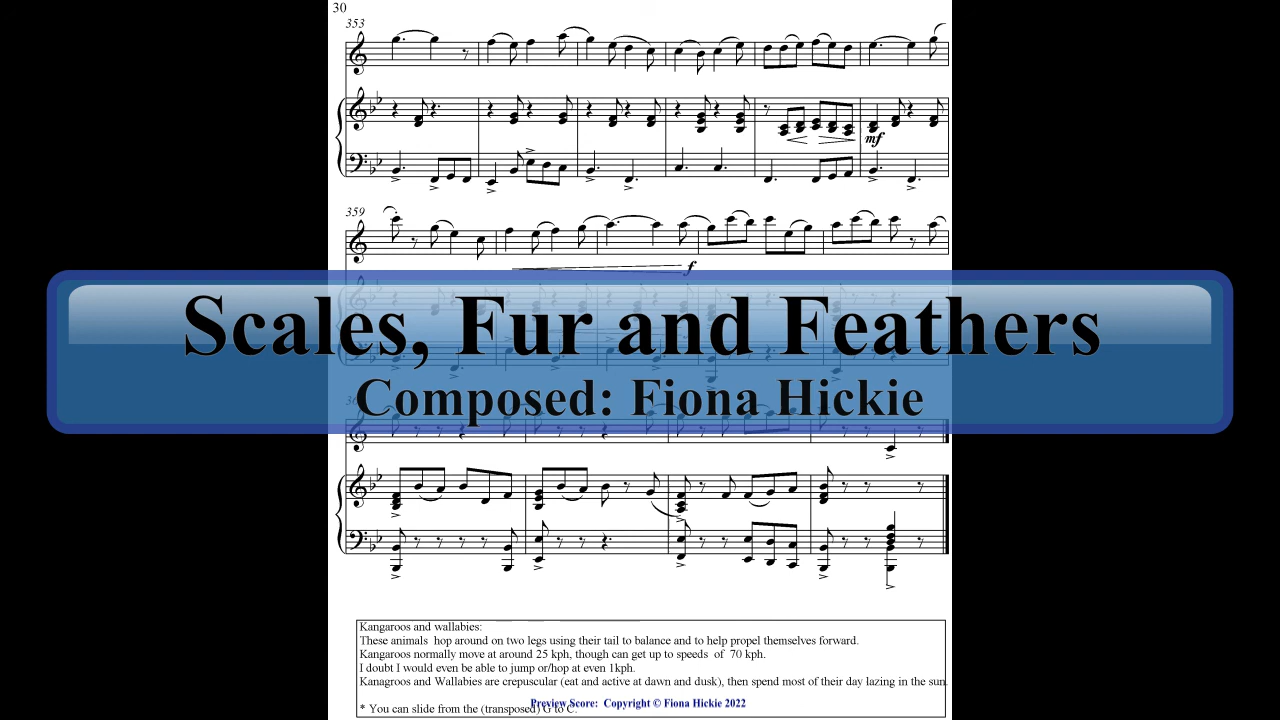 30
353
mf
359
f
Scales, Fur and Feathers
Composed: Fiona Hickie
Kangaroos and wallabies:
These animals hop around on two legs using their tail to balance and to help propel themselves forward.
Kangaroos normally move at around 25 kph, though can get up to speeds of 70 kph.
I doubt I would even be able to jump or/hop at even 1kph.
Kanagroos and Wallabies are crepuscular (eat and active at dawn and dusk), then spend most of their day lazing in the sun.
Preview Score: Copyright © Fiona Hickie 2022
* You can slide from the (transposed) G to C.